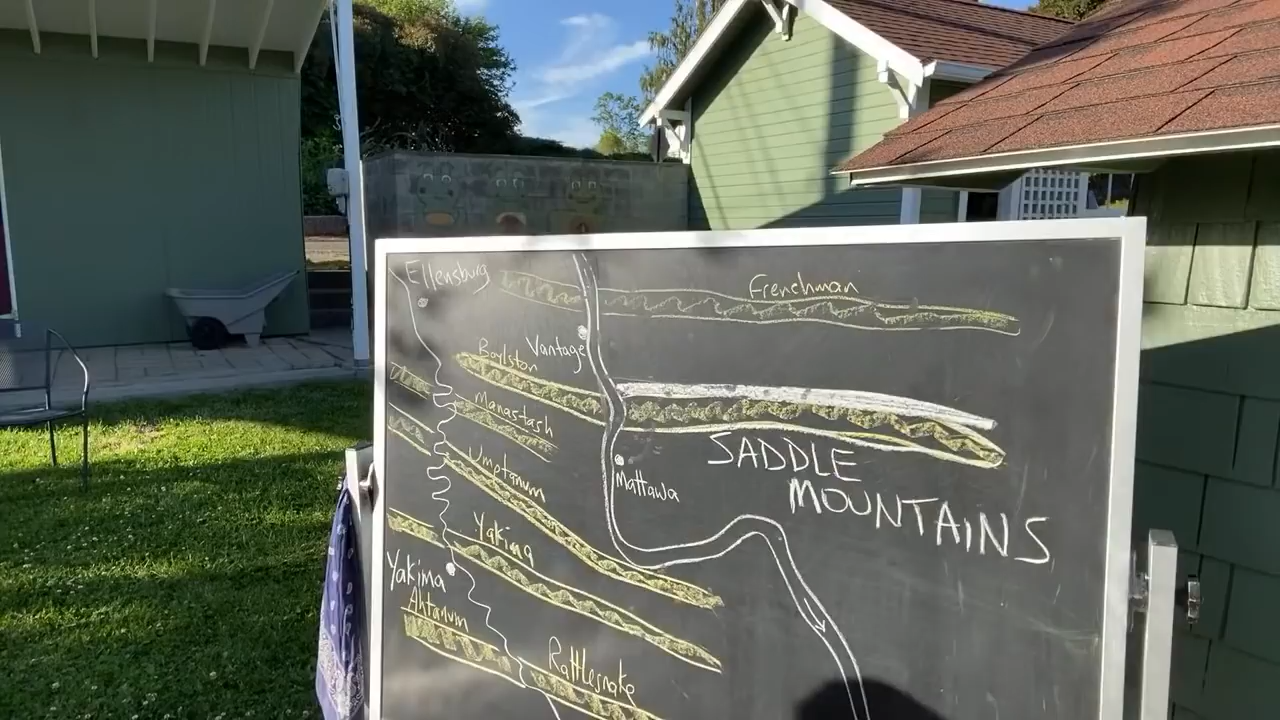 Ellensburg
Frenchman
Vantage
Boylston
Manastash
SADDLE
MOUNTAINS
Umptanum
Mattawa
Yakima
Yakima
Ahtanum
Rattlesnake